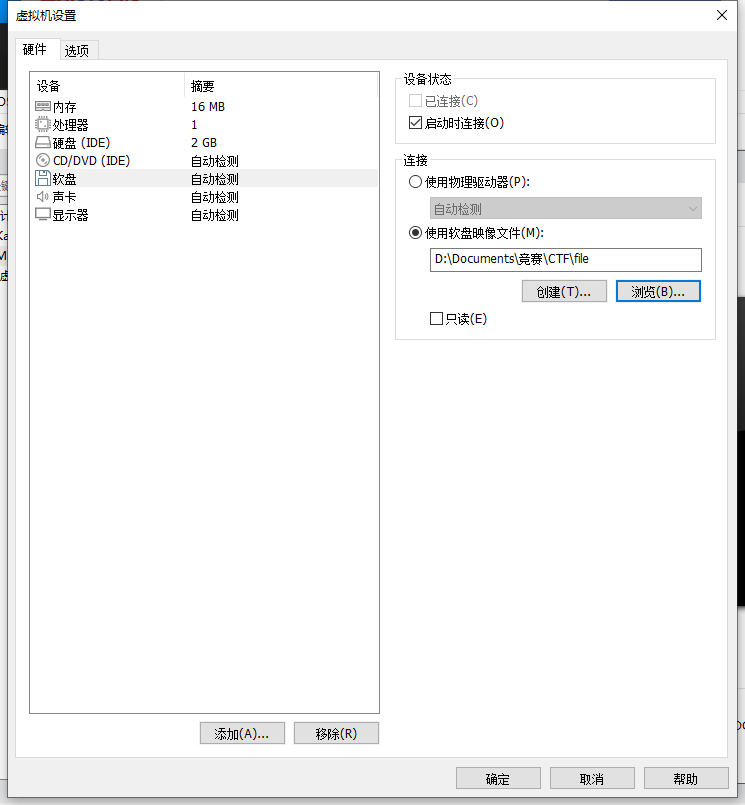 虚拟机设置
硬件 选项
设备 摘要
内存 16 MB
处理器 1
硬盘 (IDE) 2 GB
CD/DVD (IDE) 自动检测
软盘 自动检测
声卡 自动检测
显示器 自动检测
添加(A)... 移除(R)
设备状态
已连接(C)
启动时连接(O)
连接
使用物理驱动器(P):
自动检测
使用软盘映像文件(M):
D:\Documents\竞赛\CTF\file
创建(T)... 浏览(B)...
只读(E)
确定 取消 帮助